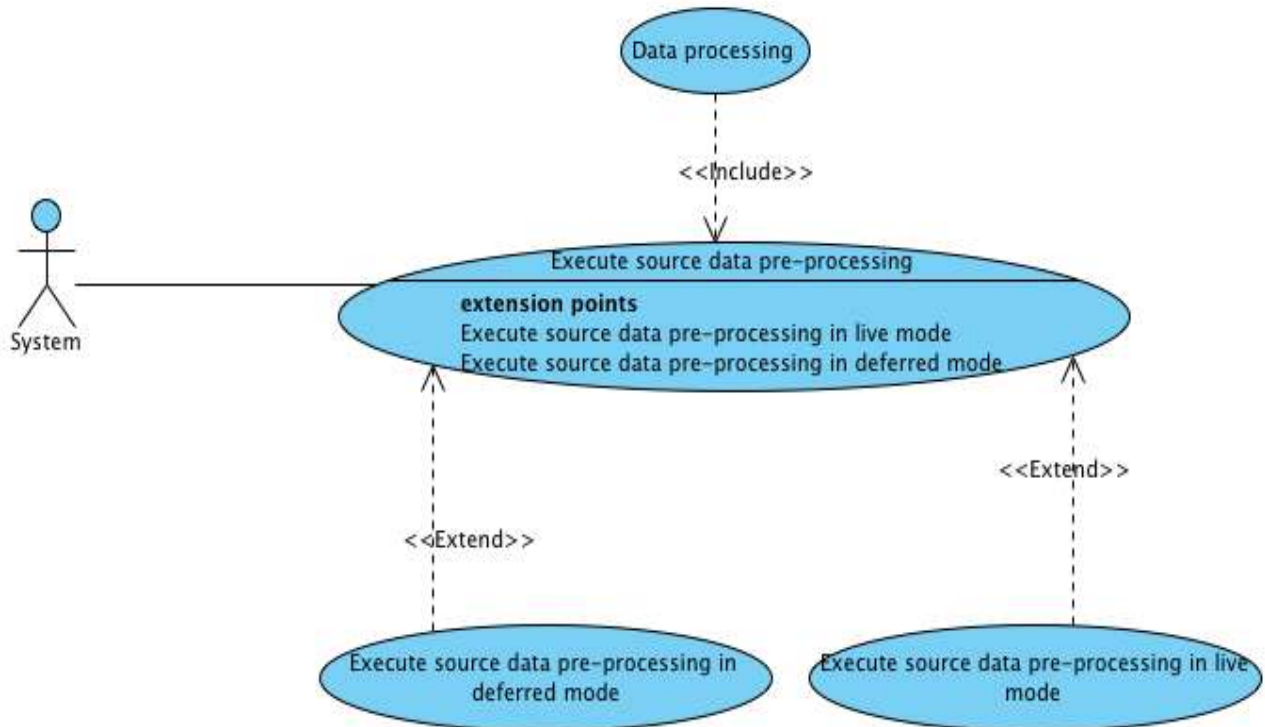 Data processing
<<Include>>
Execute source data pre-processing
extension points
Execute source data pre-processing in live mode
Execute source data pre-processing in deferred mode
System
<<Extend>>
<<Extend>>
Execute source data pre-processing in
deferred mode
Execute source data pre-processing in live
mode